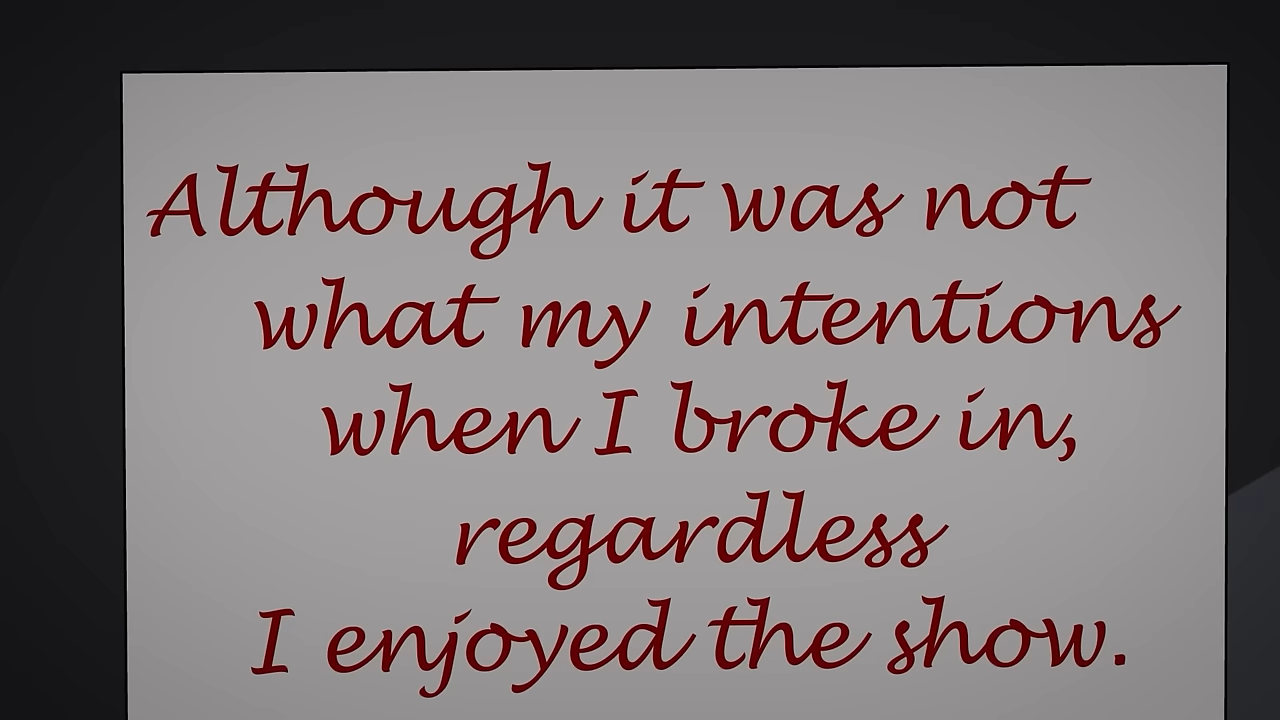 Although it was not
what my intentions
when I broke in,
regardless
I enjoyed the show.